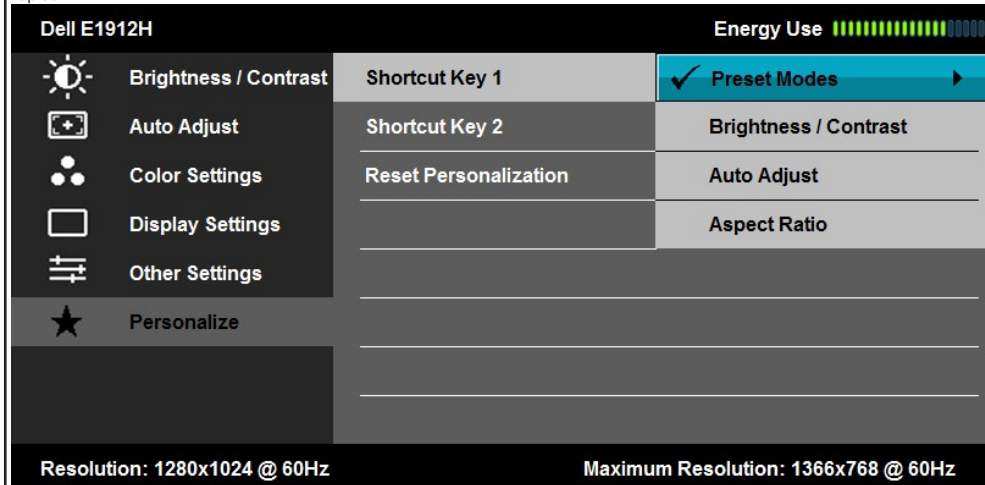 Dell E1912H Energy Use
Brightness / Contrast Shortcut Key 1 Preset Modes
Auto Adjust Shortcut Key 2 Brightness / Contrast
Color Settings Reset Personalization Auto Adjust
Display Settings Aspect Ratio
Other Settings
Personalize
Resolution: 1280x1024 @ 60Hz Maximum Resolution: 1366x768 @ 60Hz